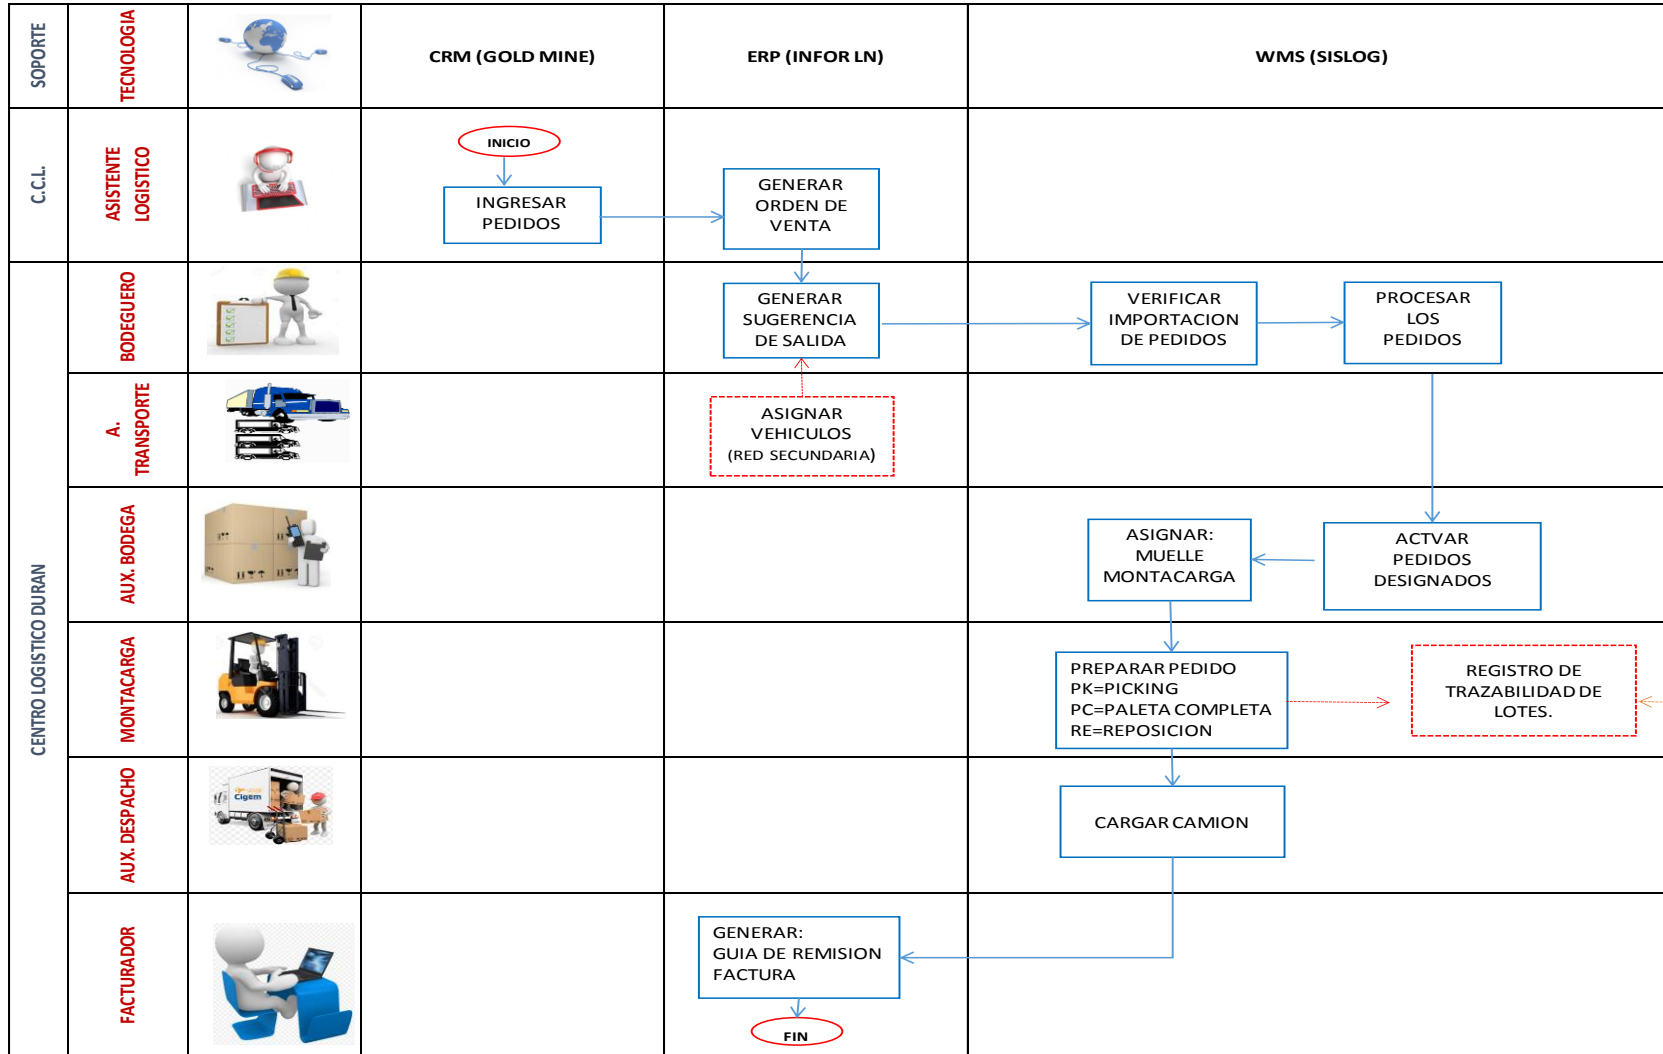 SOPORTE
TECNOLOGIA
CRM (GOLD MINE)
ERP (INFOR LN)
WMS (SISLOG)
C.C.L.
ASISTENTE
LOGISTICO
INICIO
INGRESAR
PEDIDOS
GENERAR
ORDEN DE
VENTA
CENTRO LOGISTICO DURAN
BODEGUERO
GENERAR
SUGERENCIA
DE SALIDA
VERIFICAR
IMPORTACION
DE PEDIDOS
PROCESAR
LOS
PEDIDOS
A.
TRANSPORTE
ASIGNAR
VEHICULOS
(RED SECUNDARIA)
AUX. BODEGA
ASIGNAR:
MUELLE
MONTACARGA
ACTVAR
PEDIDOS
DESIGNADOS
MONTACARGA
PREPARAR PEDIDO
PK=PICKING
PC=PALETA COMPLETA
RE=REPOSICION
REGISTRO DE
TRAZABILIDAD DE
LOTES.
AUX. DESPACHO
Cigem
CARGAR CAMION
FACTURADOR
GENERAR:
GUIA DE REMISION
FACTURA
FIN